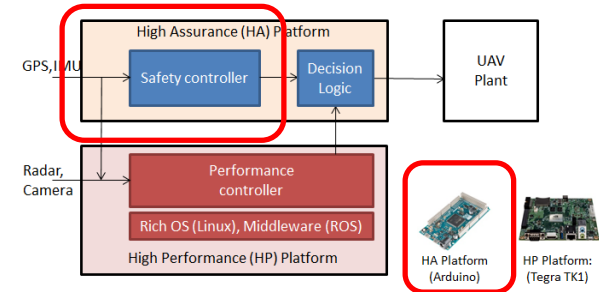 High Assurance (HA) Platform
GPS,IMU
Safety controller
Decision
Logic
UAV
Plant
Radar,
Camera
Performance
controller
Rich OS (Linux), Middleware (ROS)
High Performance (HP) Platform
HA Platform
(Arduino)
HP Platform:
(Tegra TK1)